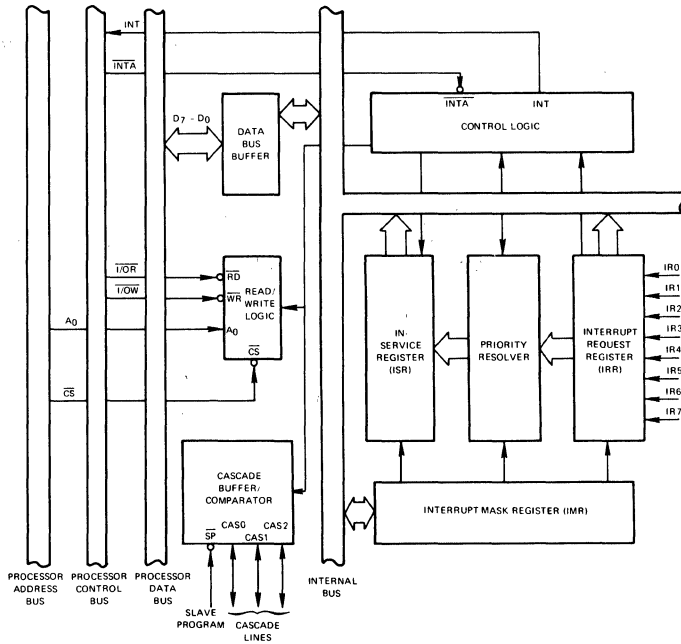 INT
INTA
INTA INT
CONTROL LOGIC
D7 - D0
DATA
BUS
BUFFER
I/OR
RD
READ/
WRITE
LOGIC
I/OW
WR
A0
A0
CS
CS
IN-
SERVICE
REGISTER
(ISR)
PRIORITY
RESOLVER
INTERRUPT
REQUEST
REGISTER
(IRR)
IR0
IR1
IR2
IR3
IR4
IR5
IR6
IR7
CASCADE
BUFFER/
COMPARATOR
SP
CAS0
CAS1
CAS2
INTERRUPT MASK REGISTER (IMR)
PROCESSOR
ADDRESS
BUS
PROCESSOR
CONTROL
BUS
PROCESSOR
DATA
BUS
SLAVE
PROGRAM
CASCADE
LINES
INTERNAL
BUS